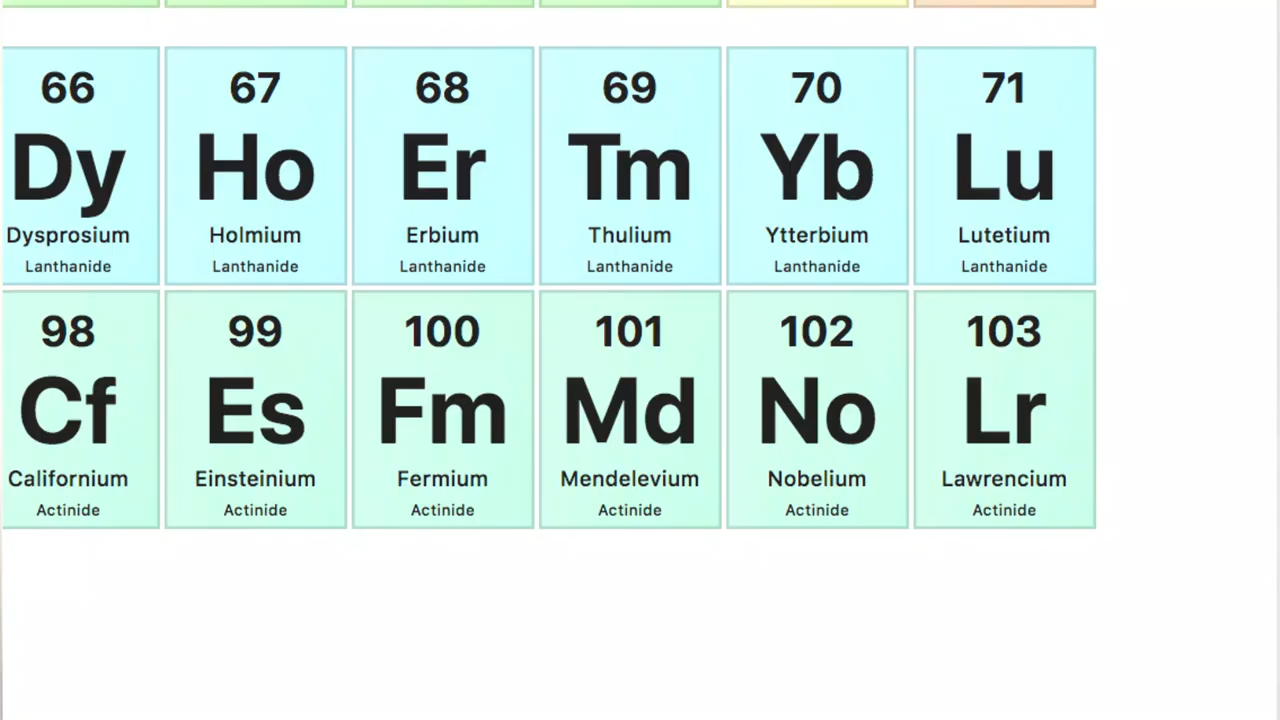 66 67 68 69 70 71
Dy Ho Er Tm Yb Lu
Dysprosium Holmium Erbium Thulium Ytterbium Lutetium
Lanthanide Lanthanide Lanthanide Lanthanide Lanthanide Lanthanide
98 99 100 101 102 103
Cf Es Fm Md No Lr
Californium Einsteinium Fermium Mendelevium Nobelium Lawrencium
Actinide Actinide Actinide Actinide Actinide Actinide